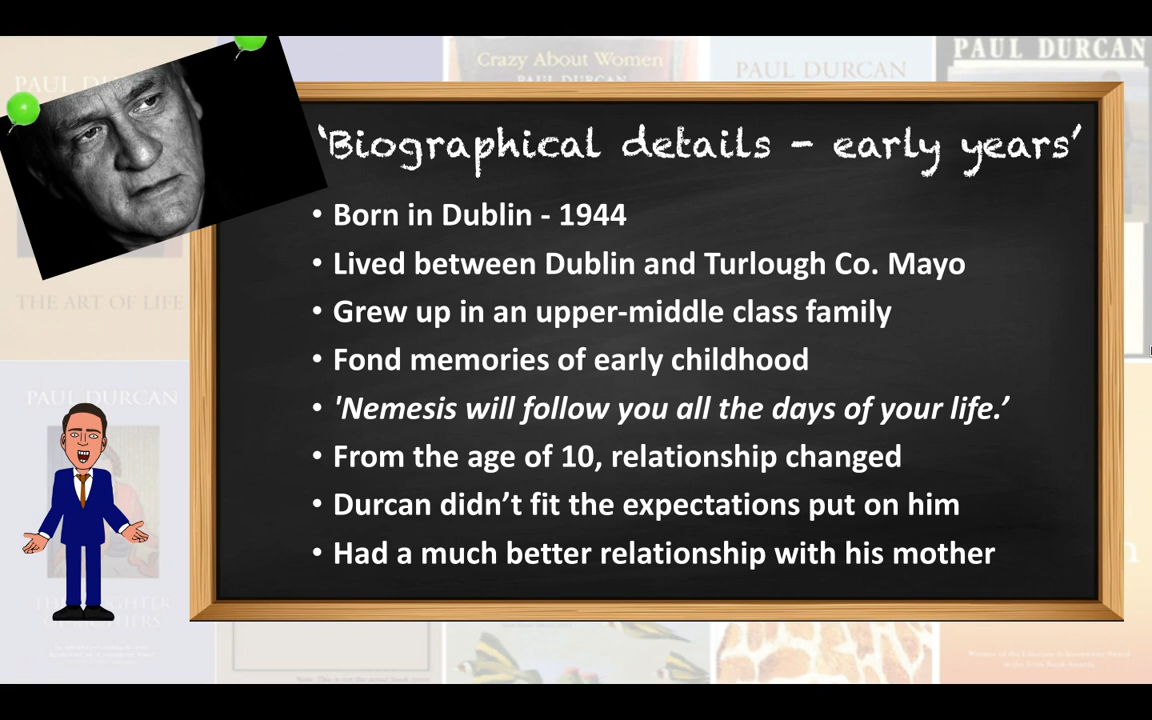 PAUL DU
Crazy About Women
PAUL DURCAN
PAUL DURCAN
PAUL DURCAN
‘Biographical details – early years’
• Born in Dublin - 1944
• Lived between Dublin and Turlough Co. Mayo
• Grew up in an upper-middle class family
THE ART OF LIFE
• Fond memories of early childhood
PAUL DURCAN
• 'Nemesis will follow you all the days of your life.’
• From the age of 10, relationship changed
• Durcan didn’t fit the expectations put on him
• Had a much better relationship with his mother